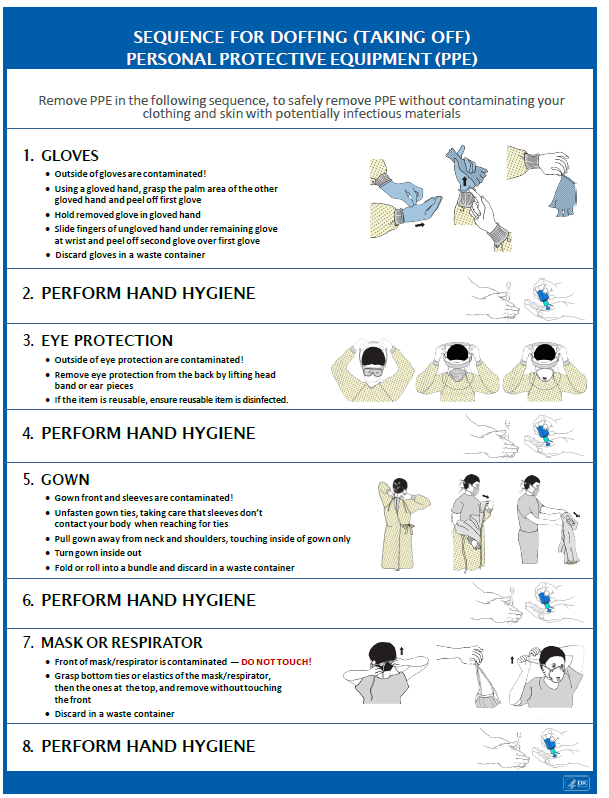 SEQUENCE FOR DOFFING (TAKING OFF)
PERSONAL PROTECTIVE EQUIPMENT (PPE)
Remove PPE in the following sequence, to safely remove PPE without contaminating your
clothing and skin with potentially infectious materials
1. GLOVES
• Outside of gloves are contaminated!
• Using a gloved hand, grasp the palm area of the other
gloved hand and peel off first glove
• Hold removed glove in gloved hand
• Slide fingers of ungloved hand under remaining glove
at wrist and peel off second glove over first glove
• Discard gloves in a waste container
2. PERFORM HAND HYGIENE
3. EYE PROTECTION
• Outside of eye protection are contaminated!
• Remove eye protection from the back by lifting head
band or ear pieces
• If the item is reusable, ensure reusable item is disinfected.
4. PERFORM HAND HYGIENE
5. GOWN
• Gown front and sleeves are contaminated!
• Unfasten gown ties, taking care that sleeves don't
contact your body when reaching for ties
• Pull gown away from neck and shoulders, touching inside of gown only
• Turn gown inside out
• Fold or roll into a bundle and discard in a waste container
6. PERFORM HAND HYGIENE
7. MASK OR RESPIRATOR
• Front of mask/respirator is contaminated — DO NOT TOUCH!
• Grasp bottom ties or elastics of the mask/respirator,
then the ones at the top, and remove without touching
the front
• Discard in a waste container
8. PERFORM HAND HYGIENE
CDC